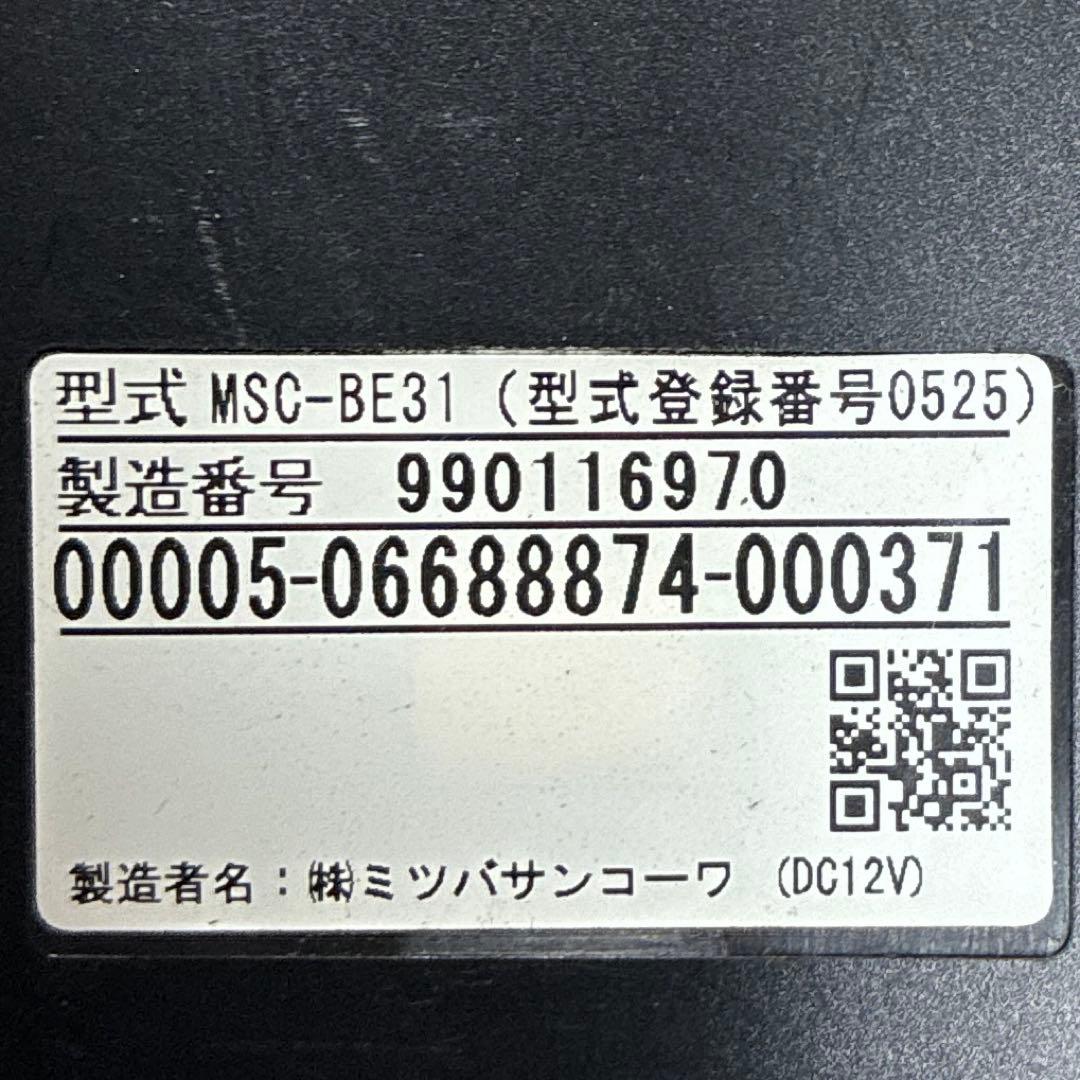 型式 MSC-BE31 (型式登録番号0525)
製造番号 990116970
00005-06688874-000371
製造者名：㈱ミツバサンコーワ (DC12V)